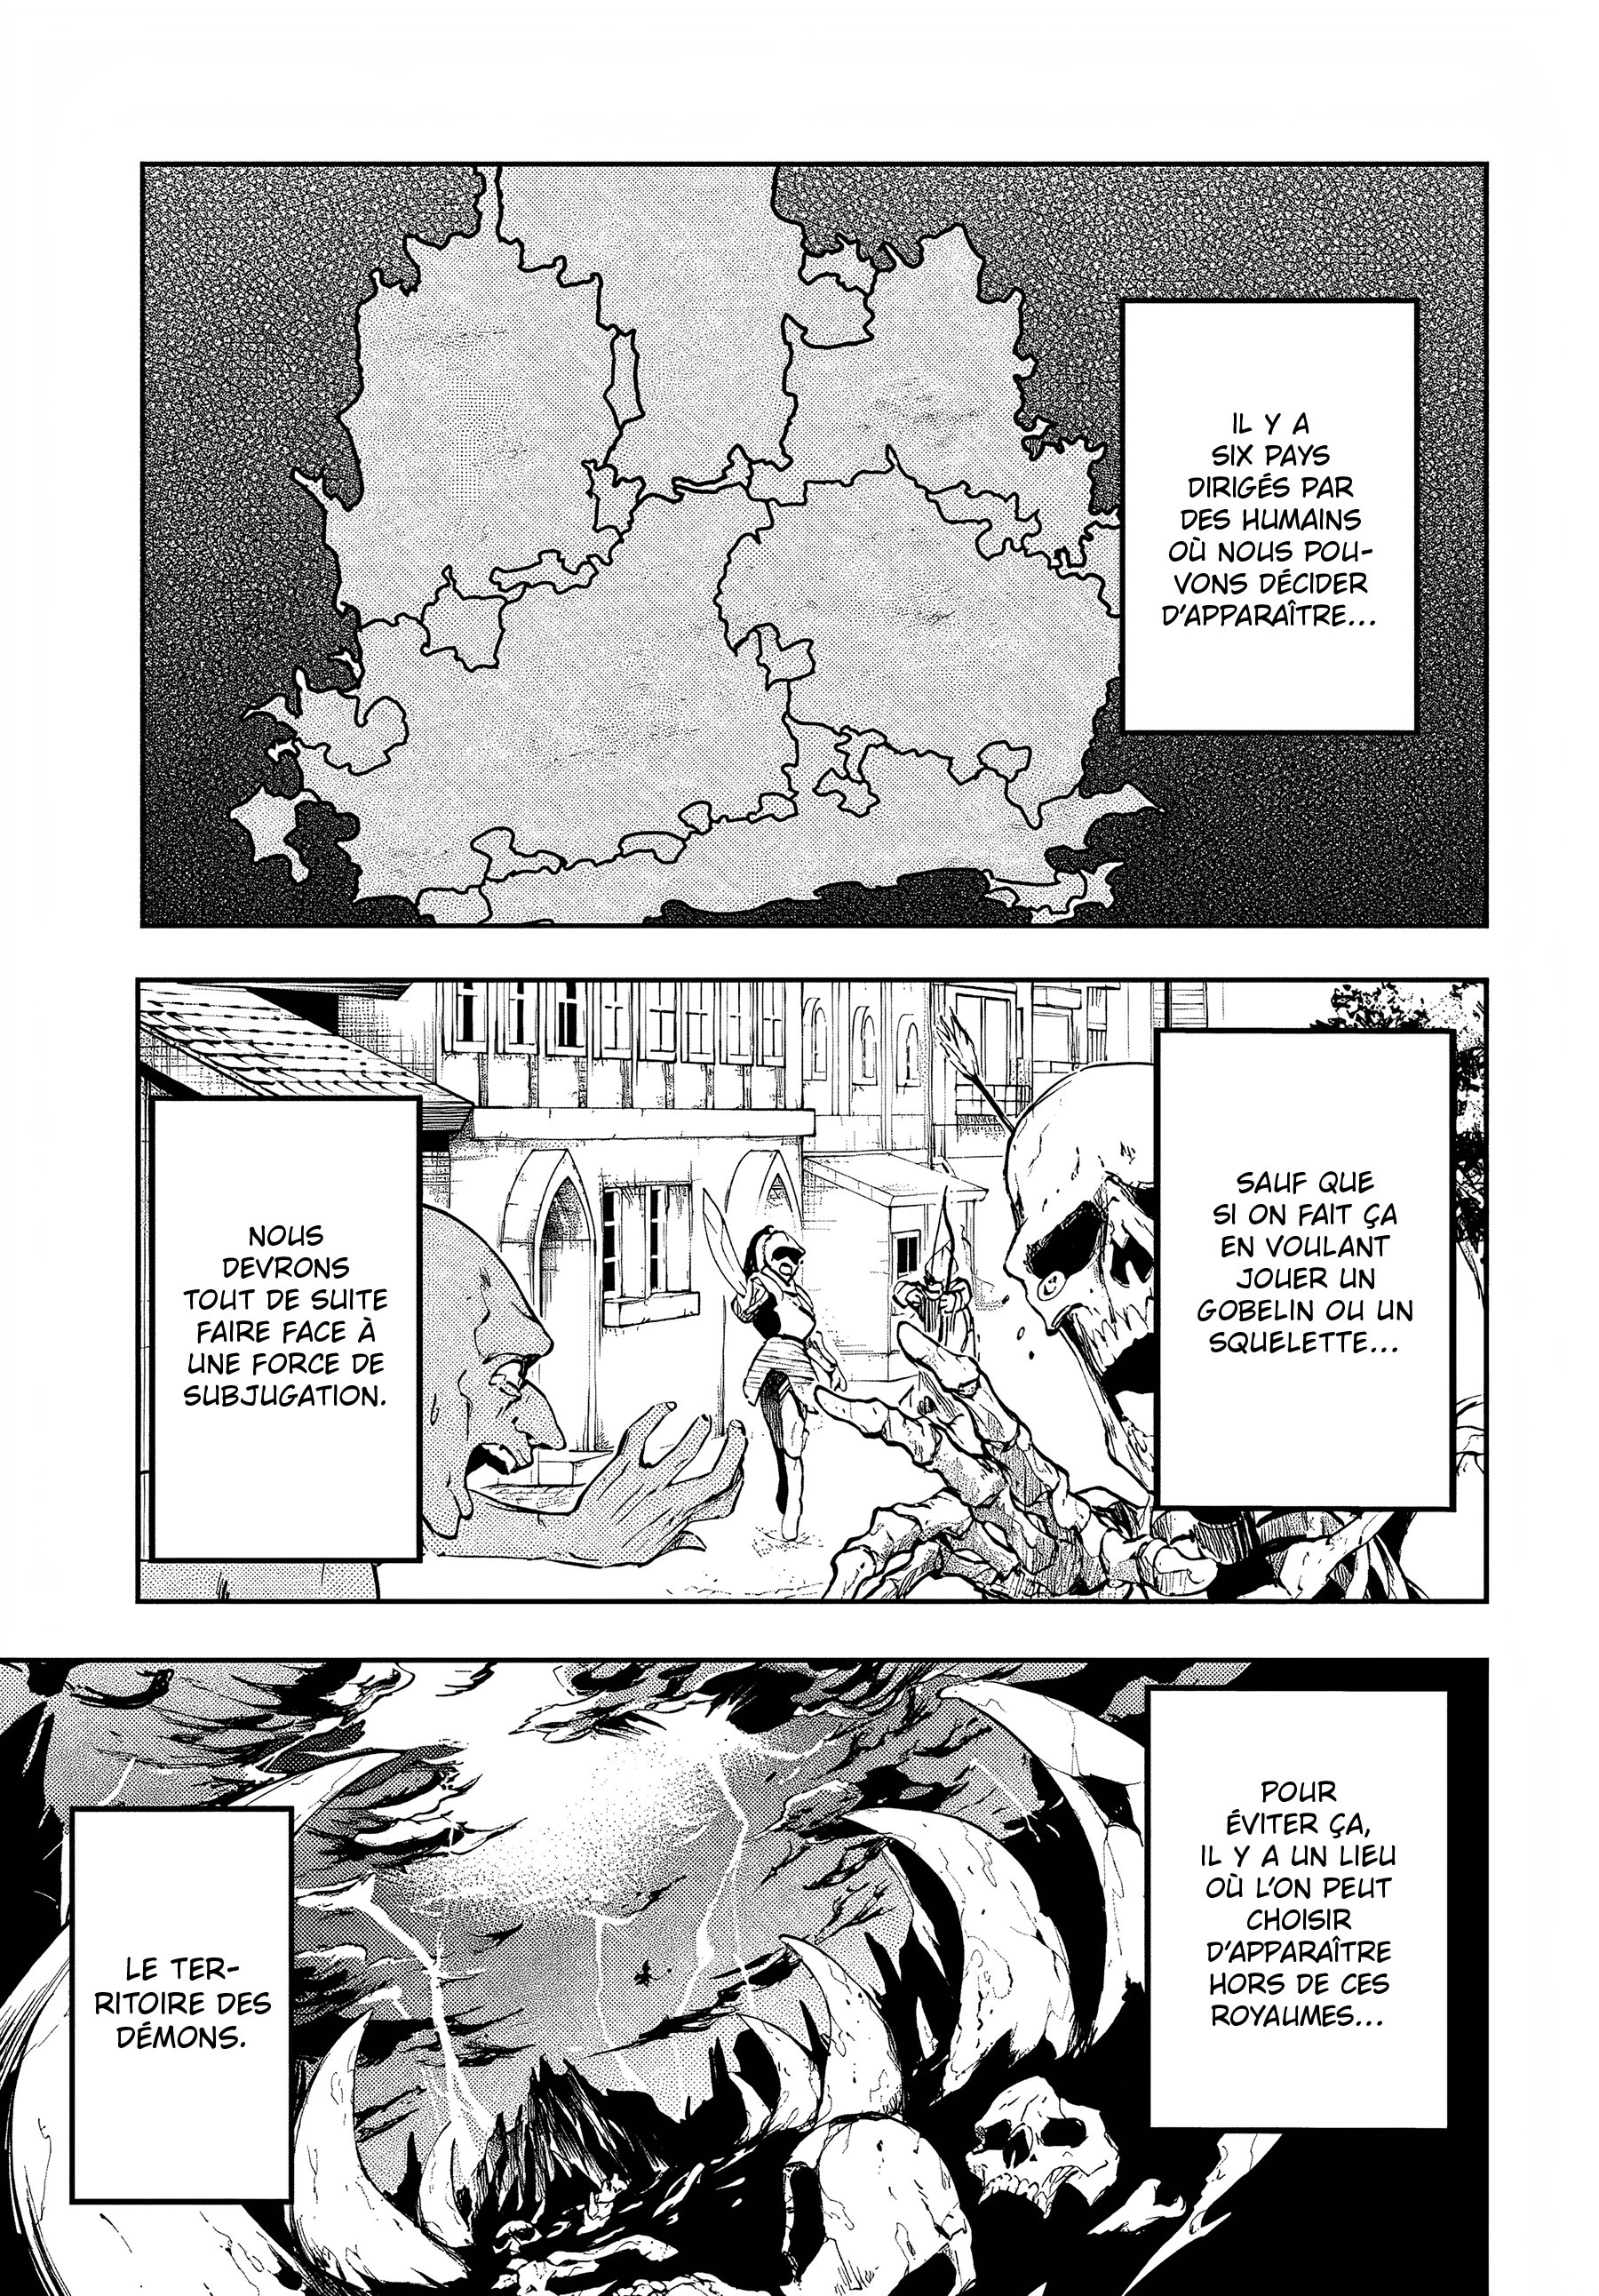 IL Y A
SIX PAYS
DIRIGÉS PAR
DES HUMAINS
OÙ NOUS POU-
VONS DÉCIDER
D'APPARAÎTRE...
SAUF QUE
SI ON FAIT ÇA
EN VOULANT
JOUER UN
GOBELIN OU UN
SQUELETTE...
NOUS
DEVRONS
TOUT DE SUITE
FAIRE FACE À
UNE FORCE DE
SUBJUGATION.
POUR
ÉVITER ÇA,
IL Y A UN LIEU
OÙ L'ON PEUT
CHOISIR
D'APPARAÎTRE
HORS DE CES
ROYAUMES...
LE TER-
RITOIRE DES
DÉMONS.